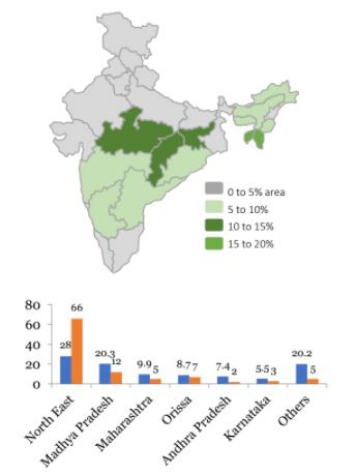 0 to 5% area
5 to 10%
10 to 15%
15 to 20%
80
60
40
20
0
28
66
20.3
12
9.9
5
8.7
7
7.4
2
5.5
3
20.2
5
North East
Madhya Pradesh
Maharashtra
Orissa
Andhra Pradesh
Karnataka
Others